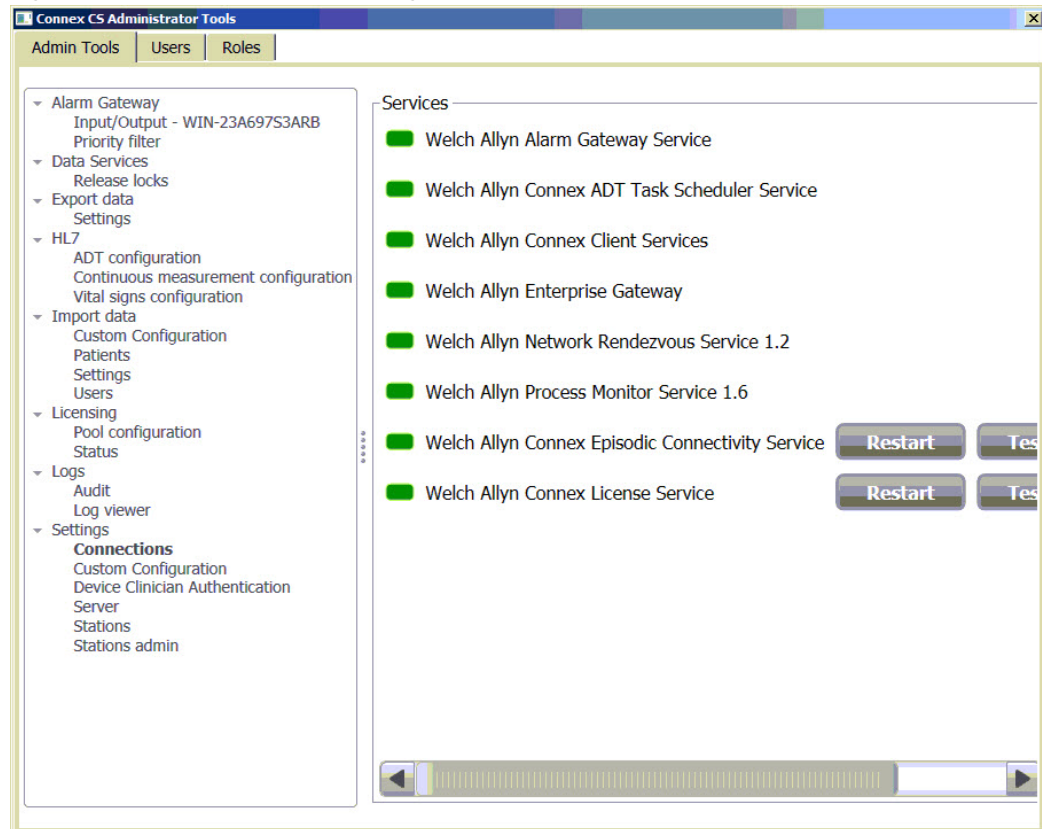 Connex CS Administrator Tools
Admin Tools Users Roles
Alarm Gateway
Input/Output - WIN-23A697S3ARB
Priority filter
Data Services
Release locks
Export data
Settings
HL7
ADT configuration
Continuous measurement configuration
Vital signs configuration
Import data
Custom Configuration
Patients
Settings
Users
Licensing
Pool configuration
Status
Logs
Audit
Log viewer
Settings
Connections
Custom Configuration
Device Clinician Authentication
Server
Stations
Stations admin
Services
Welch Allyn Alarm Gateway Service
Welch Allyn Connex ADT Task Scheduler Service
Welch Allyn Connex Client Services
Welch Allyn Enterprise Gateway
Welch Allyn Network Rendezvous Service 1.2
Welch Allyn Process Monitor Service 1.6
Welch Allyn Connex Episodic Connectivity Service Restart Tes
Welch Allyn Connex License Service Restart Tes